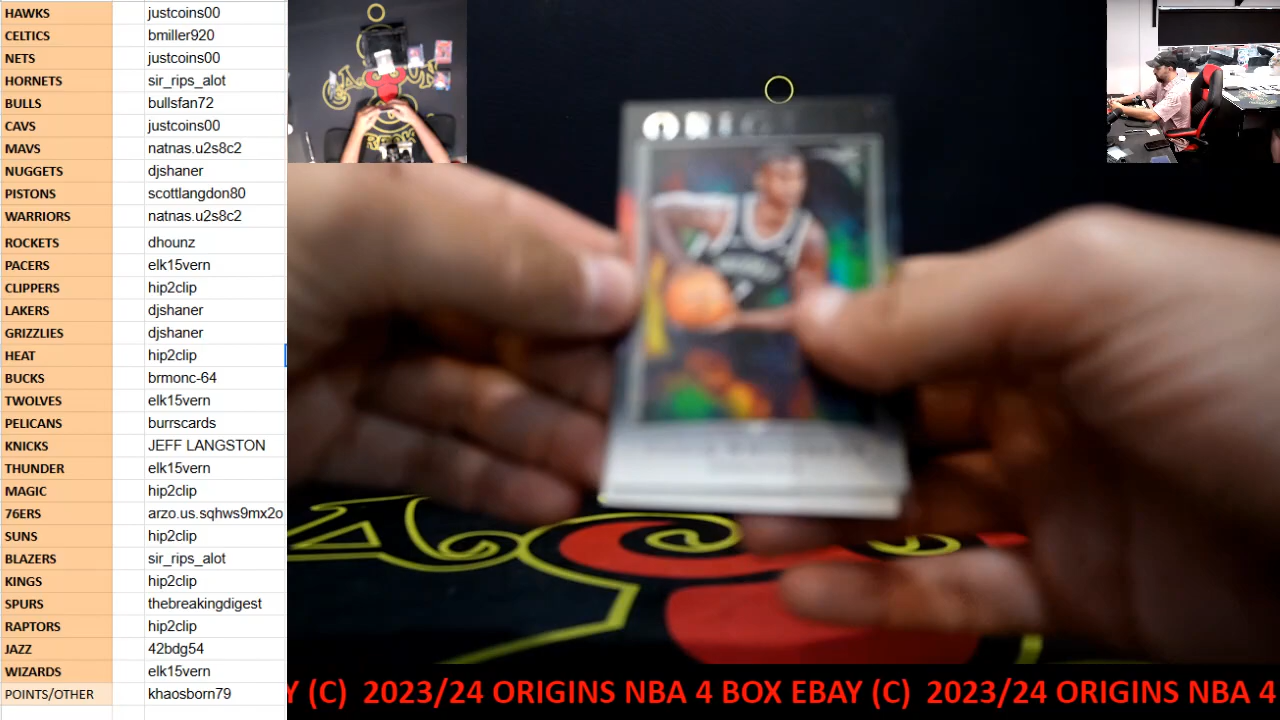 HAWKS justcoins00
CELTICS bmiller920
NETS justcoins00
HORNETS sir_rips_alot
BULLS bullsfan72
CAVS justcoins00
MAVS natnas.u2s8c2
NUGGETS djshaner
PISTONS scottlangdon80
WARRIORS natnas.u2s8c2
ROCKETS dhounz
PACERS elk15vern
CLIPPERS hip2clip
LAKERS djshaner
GRIZZLIES djshaner
HEAT hip2clip
BUCKS brmonc-64
TWOLVES elk15vern
PELICANS burrscards
KNICKS JEFF LANGSTON
THUNDER elk15vern
MAGIC hip2clip
76ERS arzo.us.sqhws9mx2o
SUNS hip2clip
BLAZERS sir_rips_alot
KINGS hip2clip
SPURS thebreakingdigest
RAPTORS hip2clip
JAZZ 42bdg54
WIZARDS elk15vern
POINTS/OTHER khaosborn79
Y (C) 2023/24 ORIGINS NBA 4 BOX EBAY (C) 2023/24 ORIGINS NBA 4